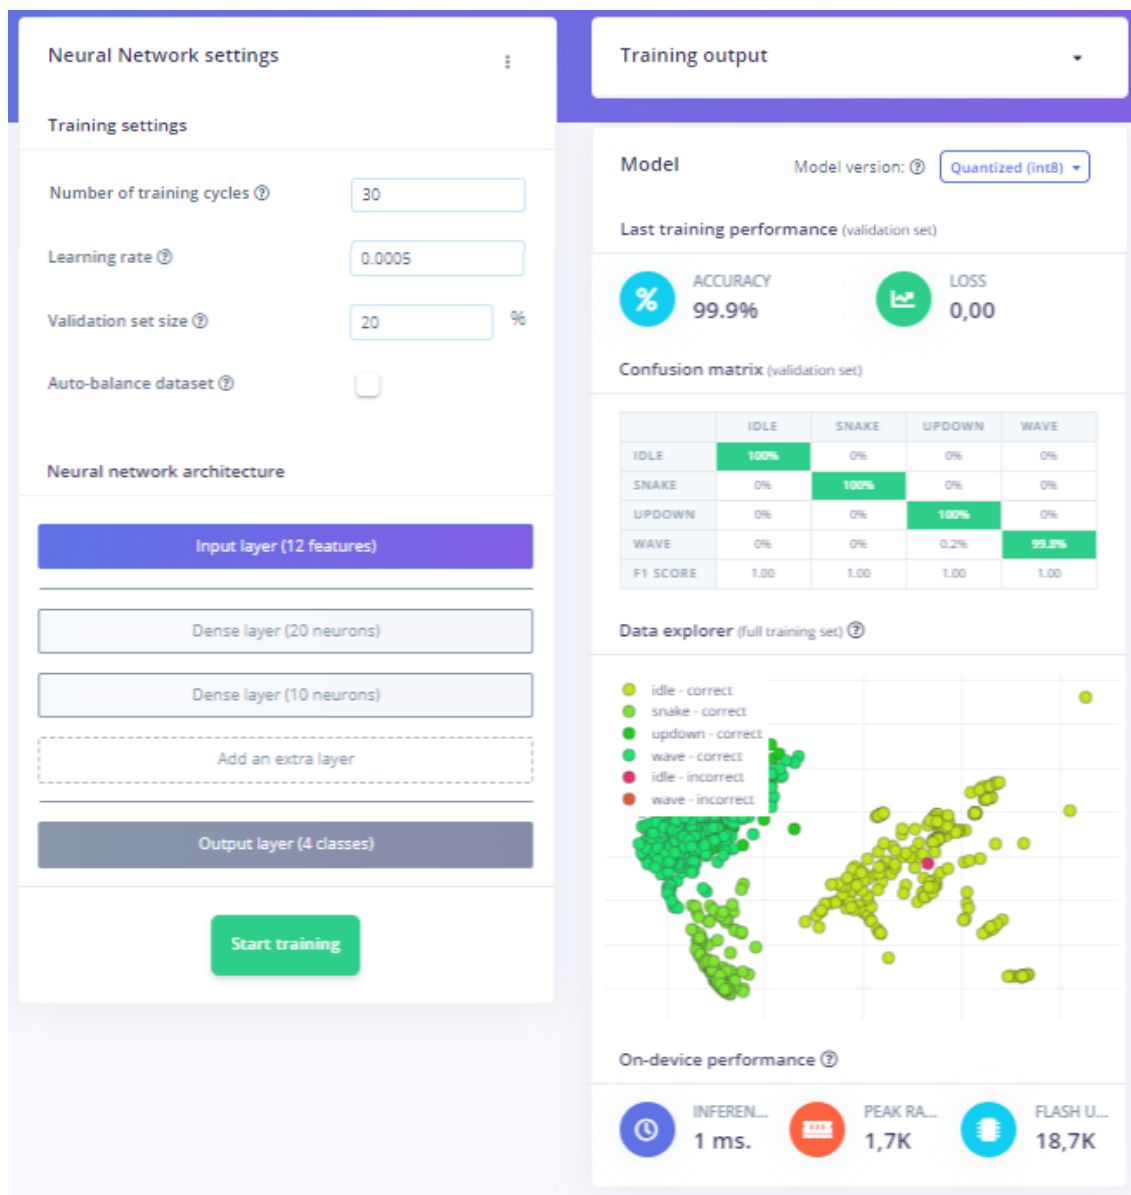 Neural Network settings
Training settings
Number of training cycles ?
30
Learning rate ?
0.0005
Validation set size ?
20
%
Auto-balance dataset ?
Neural network architecture
Input layer (12 features)
Dense layer (20 neurons)
Dense layer (10 neurons)
Add an extra layer
Output layer (4 classes)
Start training
Training output
Model
Model version: ?
Quantized (int8)
Last training performance (validation set)
%
ACCURACY
99.9%
LOSS
0,00
Confusion matrix (validation set)
IDLE SNAKE UPDOWN WAVE
IDLE 100% 0% 0% 0%
SNAKE 0% 100% 0% 0%
UPDOWN 0% 0% 100% 0%
WAVE 0% 0% 0.2% 99.8%
F1 SCORE 1.00 1.00 1.00 1.00
Data explorer (full training set) ?
idle - correct
snake - correct
updown - correct
wave - correct
idle - incorrect
wave - incorrect
On-device performance ?
INFEREN...
1 ms.
PEAK RA...
1,7K
FLASH U...
18,7K